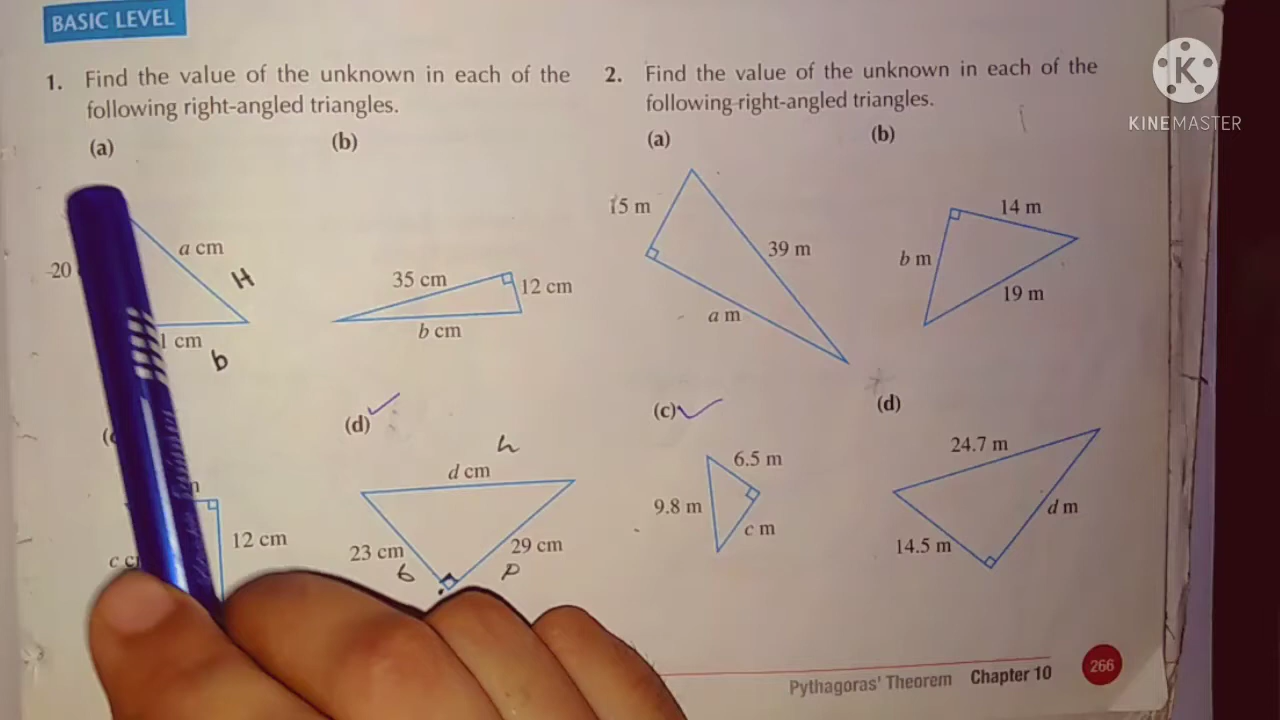 BASIC LEVEL
1. Find the value of the unknown in each of the
following right-angled triangles.
(a)
(b)
20
a cm
H
1 cm
b
35 cm
12 cm
b cm
12 cm
(d)
h
d cm
23 cm
29 cm
b
P
2. Find the value of the unknown in each of the
following right-angled triangles.
(a)
(b)
15 m
39 m
a m
14 m
b m
19 m
(c)
(d)
6.5 m
9.8 m
c m
24.7 m
d m
14.5 m
Pythagoras' Theorem Chapter 10 266
K
KINEMASTER